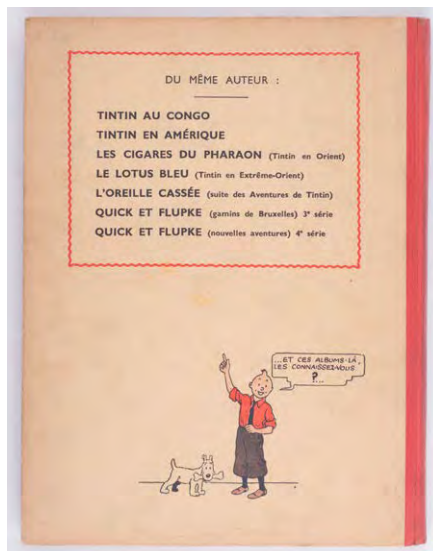 DU MÊME AUTEUR :
TINTIN AU CONGO
TINTIN EN AMÉRIQUE
LES CIGARES DU PHARAON (Tintin en Orient)
LE LOTUS BLEU (Tintin en Extrême-Orient)
L'OREILLE CASSÉE (suite des Aventures de Tintin)
QUICK ET FLUPKE (gamins de Bruxelles) 3e série
QUICK ET FLUPKE (nouvelles aventures) 4e série
...ET CES ALBUMS-LÀ,
LES CONNAISSEZ-VOUS
?...